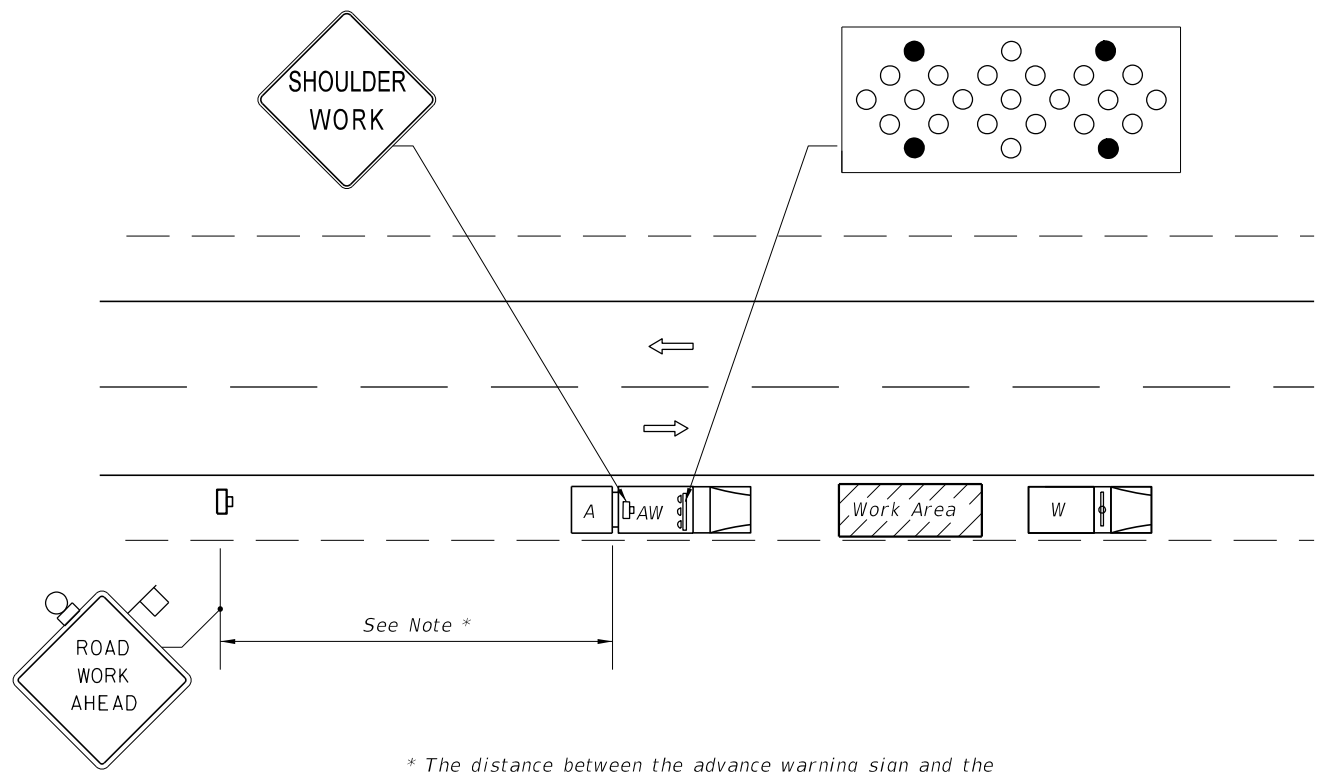 SHOULDER
WORK
A
AW
Work Area
W
See Note *
ROAD
WORK
AHEAD
* The distance between the advance warning sign and the